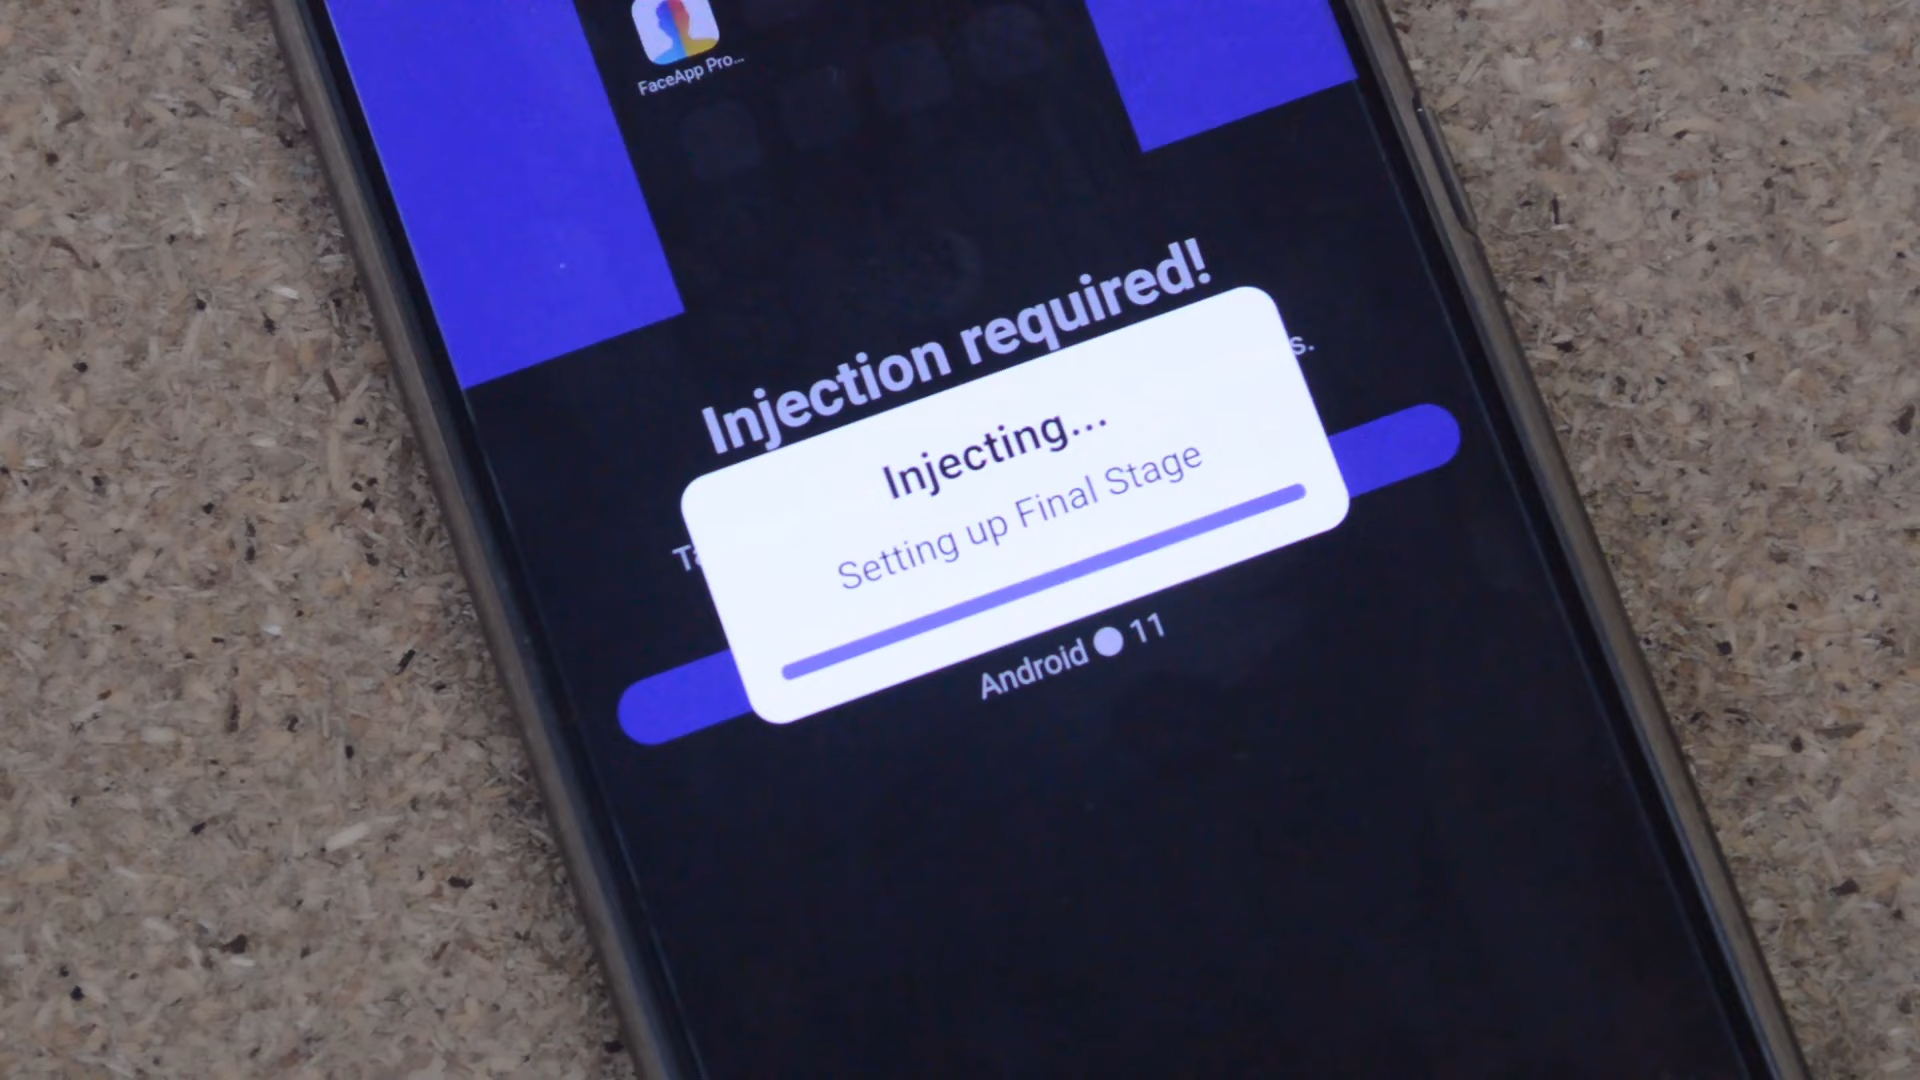 FaceApp Pro...
Injection required!
s.
Injecting...
Setting up Final Stage
Android 11